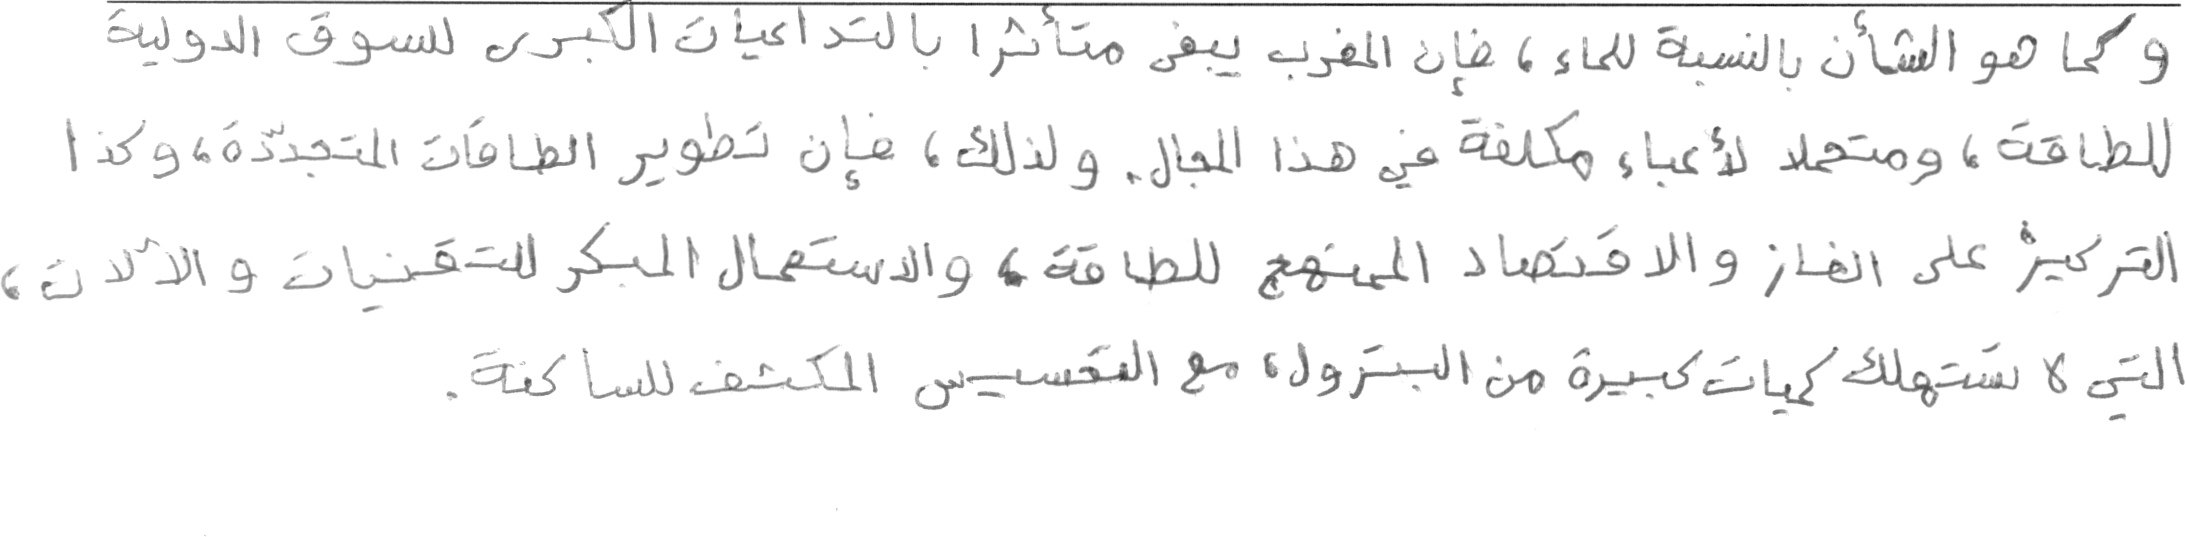 وكما هو الشأن بالنسبة للماء، فإن المغرب يبقى متأثرا بالتداعيات الكبرى للسوق الدولية
للطاقة، ومتحملا لأعباء مكلفة في هذا المجال. ولذلك، فإن تطوير الطاقات المتجددّة، وكذا
التركيز على الغاز والاقتصاد الممنهج للطاقة، والاستعمال المبكر للتقنيات والآلات،
التي لا تستهلك كميات كبيرة من البترول، مع التحسيس المكثف للساكنة.